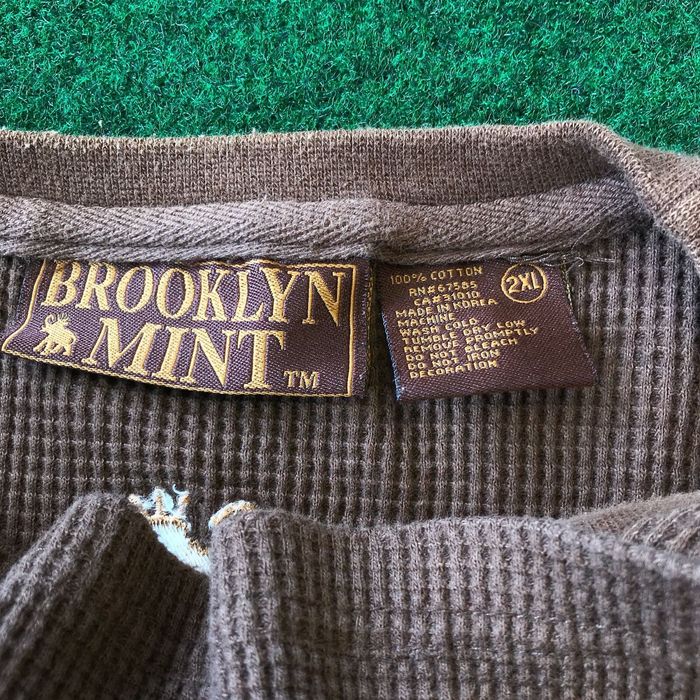 BROOKLYN
MINT
TM
100% COTTON
2XL
RN#67585
CA#31010
MADE IN KOREA
MACHINE
WASH COLD
TUMBLE DRY LOW
REMOVE PROMPTLY
DO NOT BLEACH
DO NOT IRON
DECORATION